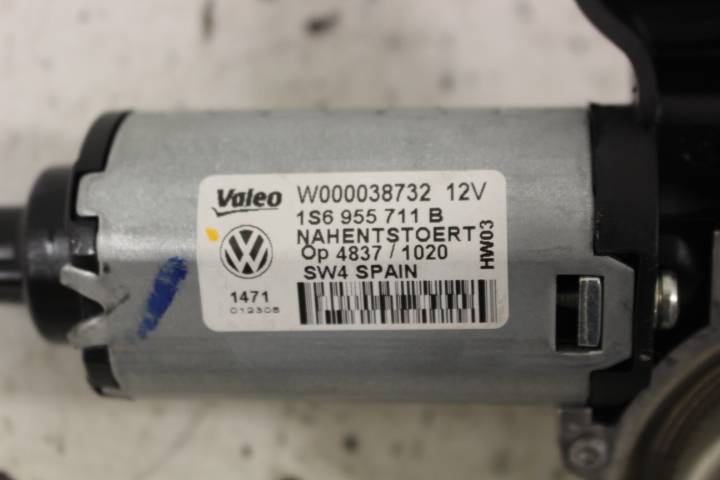 Valeo W000038732 12V
1S6 955 711 B
NAHENTSTOERT
Op 4837 / 1020
SW4 SPAIN
HW03
1471
012306